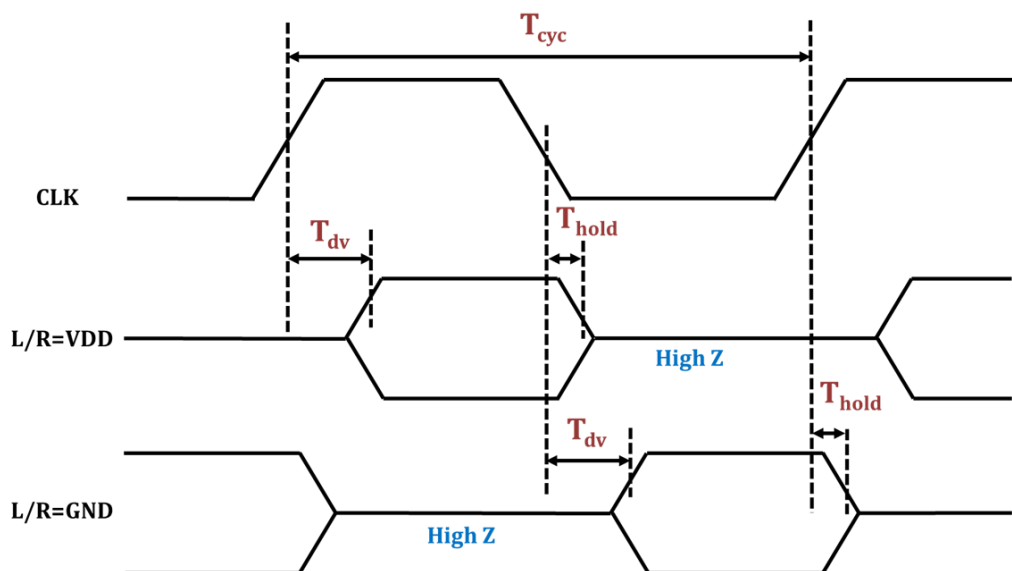 Tcyc
CLK
Tdv
Thold
L/R=VDD
High Z
Thold
Tdv
L/R=GND
High Z